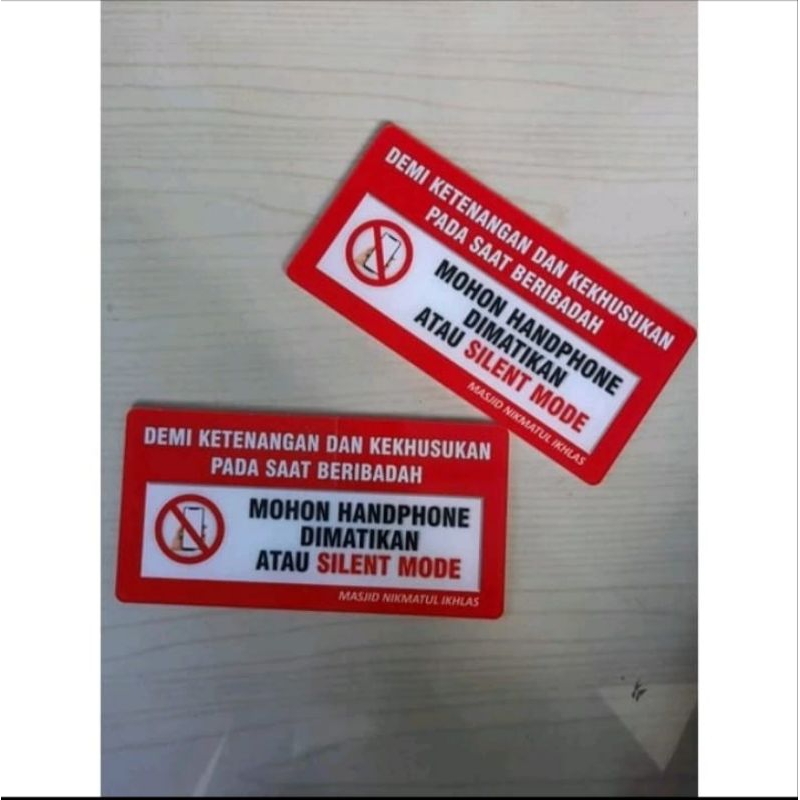 DEMI KETENANGAN DAN KEKHUSUKAN
PADA SAAT BERIBADAH
MOHON HANDPHONE
DIMATIKAN
ATAU SILENT MODE
MASJID NIKMATUL IKHLAS
DEMI KETENANGAN DAN KEKHUSUKAN
PADA SAAT BERIBADAH
MOHON HANDPHONE
DIMATIKAN
ATAU SILENT MODE
MASJID NIKMATUL IKHLAS